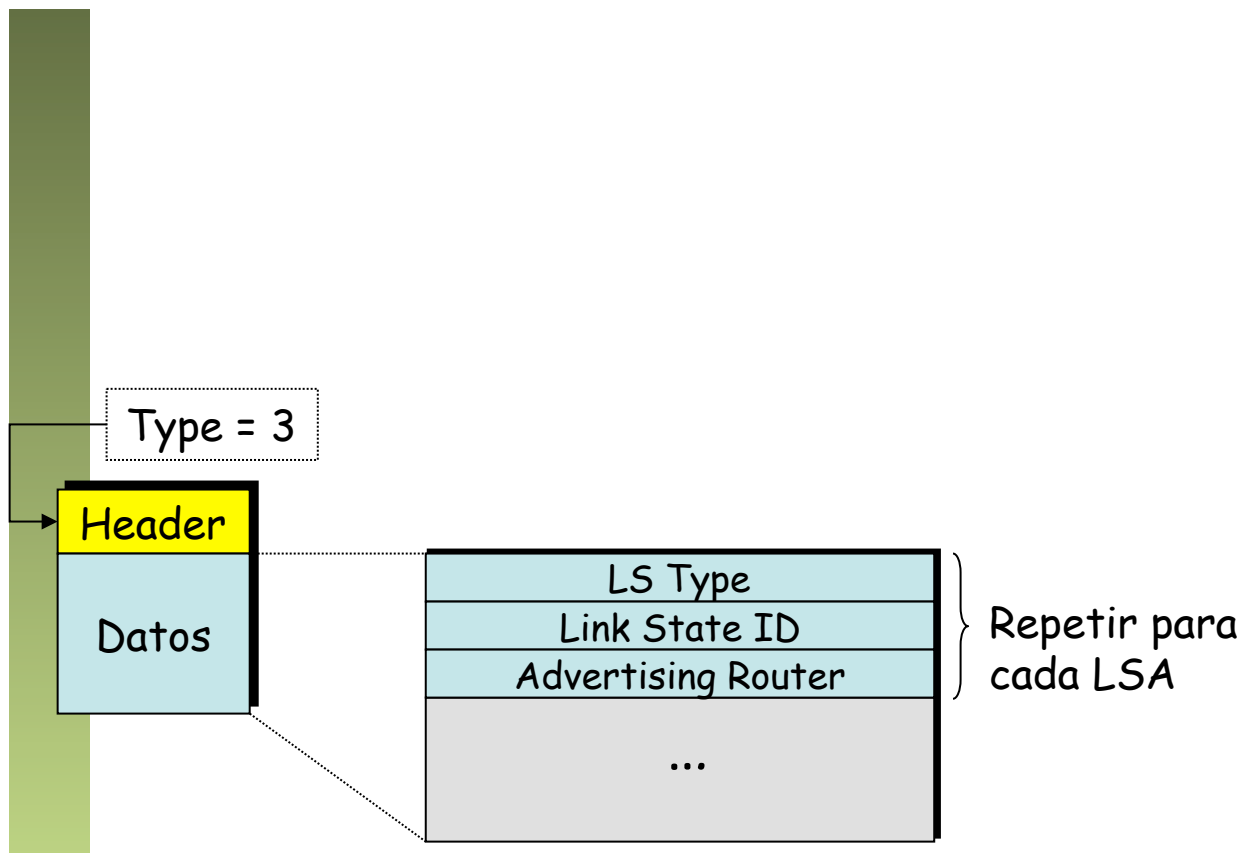 Type = 3
Header
Datos
LS Type
Link State ID
Advertising Router
...
Repetir para
cada LSA